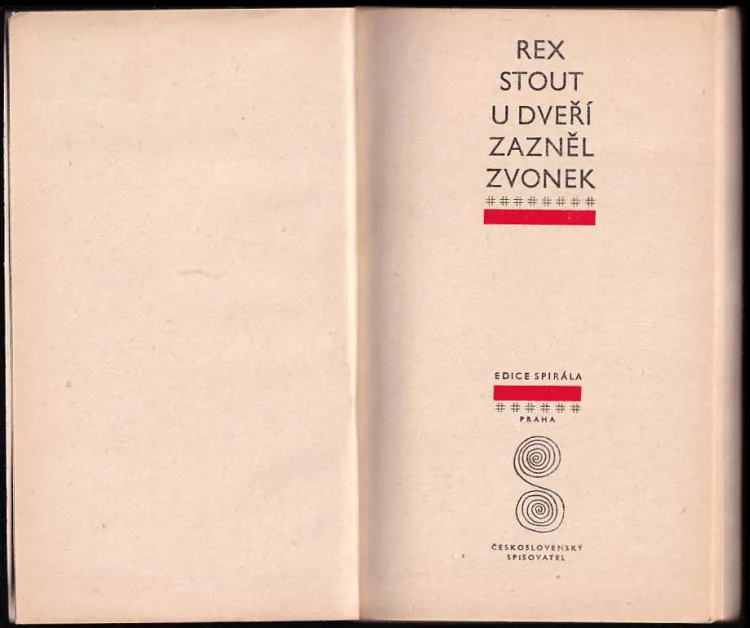 REX
STOUT
U DVEŘÍ
ZAZNĚL
ZVONEK
########
EDICE SPIRÁLA
######
PRAHA
ČESKOSLOVENSKÝ
SPISOVATEL